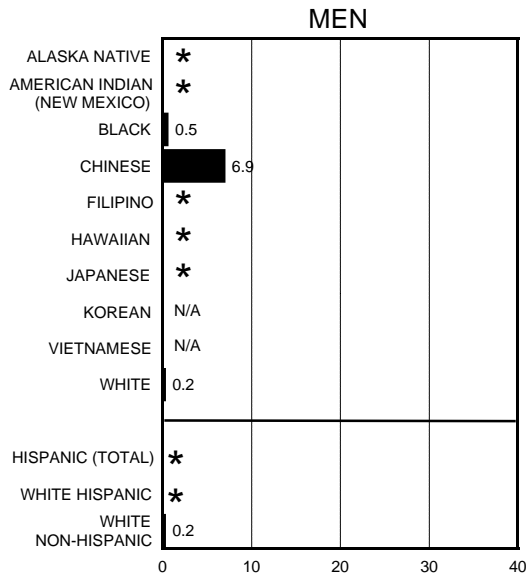 MEN
ALASKA NATIVE *
AMERICAN INDIAN
(NEW MEXICO) *
BLACK 0.5
CHINESE 6.9
FILIPINO *
HAWAIIAN *
JAPANESE *
KOREAN N/A
VIETNAMESE N/A
WHITE 0.2
HISPANIC (TOTAL) *
WHITE HISPANIC *
WHITE
NON-HISPANIC 0.2
0 10 20 30 40